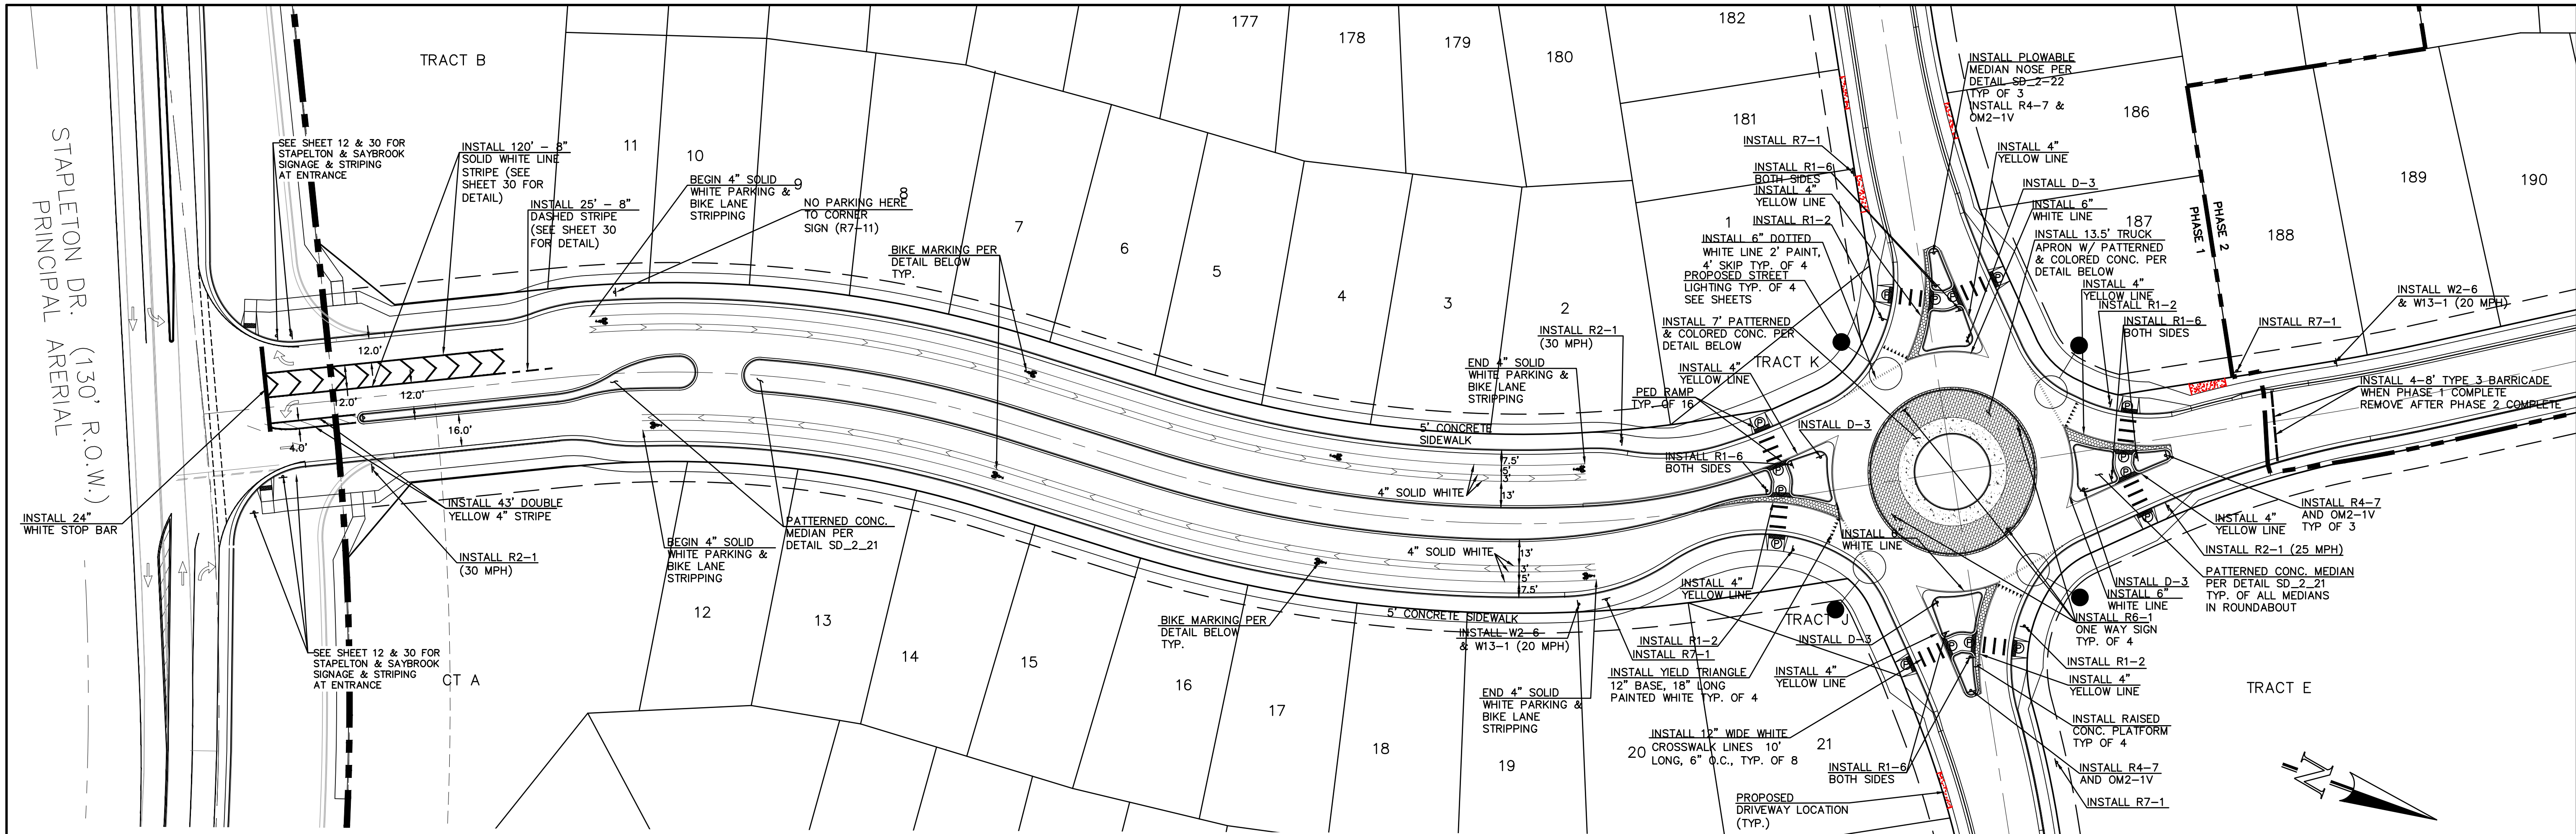 STAPLETON DR. (130' R.O.W.)
PRINCIPAL ARERIAL
TRACT B
SEE SHEET 12 & 30 FOR
STAPELTON & SAYBROOK
SIGNAGE & STRIPING
AT ENTRANCE
INSTALL 120' - 8"
SOLID WHITE LINE
STRIPE (SEE
SHEET 30 FOR
DETAIL)
INSTALL 25' - 8"
DASHED STRIPE
(SEE SHEET 30
FOR DETAIL)
BEGIN 4" SOLID
WHITE PARKING &
BIKE LANE
STRIPPING
NO PARKING HERE
TO CORNER
SIGN (R7-11)
BIKE MARKING PER
DETAIL BELOW
TYP.
11
10
9
8
7
6
5
4
3
2
1
177
178
179
180
181
182
186
187
188
189
190
12.0'
12.0'
12.0'
16.0'
4.0'
INSTALL 24"
WHITE STOP BAR
INSTALL 43' DOUBLE
YELLOW 4" STRIPE
INSTALL R2-1
(30 MPH)
SEE SHEET 12 & 30 FOR
STAPELTON & SAYBROOK
SIGNAGE & STRIPING
AT ENTRANCE
CT A
BEGIN 4" SOLID
WHITE PARKING &
BIKE LANE
STRIPPING
PATTERNED CONC.
MEDIAN PER
DETAIL SD_2_21
12
13
14
15
16
17
18
19
20
21
BIKE MARKING PER
DETAIL BELOW
TYP.
END 4" SOLID
WHITE PARKING &
BIKE LANE
STRIPPING
INSTALL R2-1
(30 MPH)
5' CONCRETE
SIDEWALK
7.5'
5'
3'
13'
4" SOLID WHITE
4" SOLID WHITE
13'
3'
5'
7.5'
5' CONCRETE SIDEWALK
INSTALL W2-6
& W13-1 (20 MPH)
END 4" SOLID
WHITE PARKING &
BIKE LANE
STRIPPING
INSTALL R7-1
INSTALL R1-6
BOTH SIDES
INSTALL 4"
YELLOW LINE
INSTALL R1-2
INSTALL 6" DOTTED
WHITE LINE 2' PAINT,
4' SKIP TYP. OF 4
PROPOSED STREET
LIGHTING TYP. OF 4
SEE SHEETS
INSTALL 7' PATTERNED
& COLORED CONC. PER
DETAIL BELOW
TRACT K
INSTALL 4"
YELLOW LINE
PED RAMP
TYP. OF 16
INSTALL D-3
INSTALL R1-6
BOTH SIDES
INSTALL 6"
WHITE LINE
INSTALL 4"
YELLOW LINE
TRACT J
INSTALL R1-2
INSTALL R7-1
INSTALL D-3
INSTALL YIELD TRIANGLE
12" BASE, 18" LONG
PAINTED WHITE TYP. OF 4
INSTALL 4"
YELLOW LINE
INSTALL 12" WIDE WHITE
CROSSWALK LINES 10'
LONG, 6" O.C., TYP. OF 8
INSTALL R1-6
BOTH SIDES
PROPOSED
DRIVEWAY LOCATION
(TYP.)
INSTALL PLOWABLE
MEDIAN NOSE PER
DETAIL SD_2-22
TYP OF 3
INSTALL R4-7 &
OM2-1V
INSTALL 4"
YELLOW LINE
INSTALL D-3
INSTALL 6"
WHITE LINE
INSTALL 13.5' TRUCK
APRON W/ PATTERNED
& COLORED CONC. PER
DETAIL BELOW
INSTALL 4"
YELLOW LINE
INSTALL R1-2
INSTALL R1-6
BOTH SIDES
PHASE 2
PHASE 1
INSTALL R7-1
INSTALL W2-6
& W13-1 (20 MPH)
INSTALL 4-8' TYPE 3 BARRICADE
WHEN PHASE 1 COMPLETE
REMOVE AFTER PHASE 2 COMPLETE
INSTALL R4-7
AND OM2-1V
TYP OF 3
INSTALL 4"
YELLOW LINE
INSTALL R2-1 (25 MPH)
PATTERNED CONC. MEDIAN
PER DETAIL SD_2_21
TYP. OF ALL MEDIANS
IN ROUNDABOUT
INSTALL D-3
INSTALL 6"
WHITE LINE
INSTALL R6-1
ONE WAY SIGN
TYP. OF 4
INSTALL R1-2
INSTALL 4"
YELLOW LINE
INSTALL RAISED
CONC. PLATFORM
TYP OF 4
INSTALL R4-7
AND OM2-1V
INSTALL R7-1
TRACT E
N